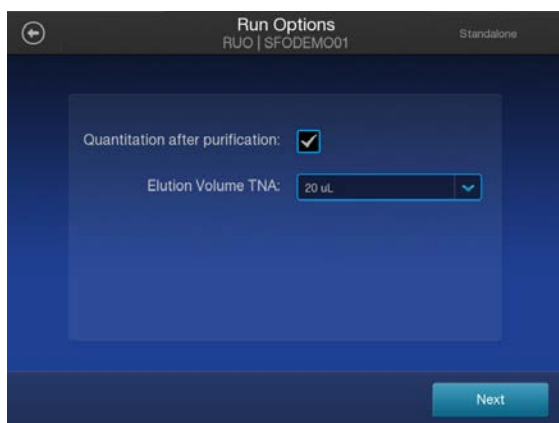 Run Options
RUO | SFODEMO01
Standalone
Quantitation after purification:
Elution Volume TNA:
20 uL
Next